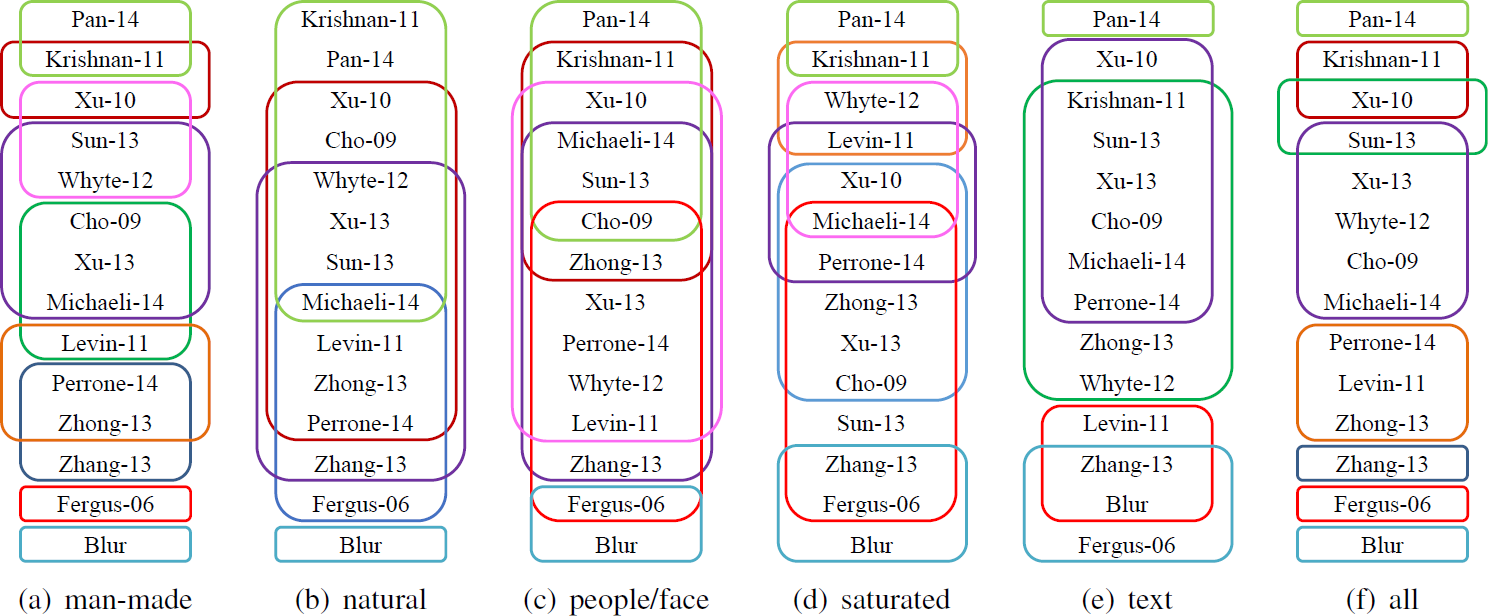 Pan-14 Krishnan-11 Pan-14 Pan-14 Pan-14 Pan-14
Krishnan-11 Pan-14 Krishnan-11 Krishnan-11 Xu-10 Krishnan-11
Xu-10 Xu-10 Xu-10 Whyte-12 Krishnan-11 Xu-10
Sun-13 Cho-09 Michaeli-14 Levin-11 Sun-13 Sun-13
Whyte-12 Whyte-12 Sun-13 Xu-10 Xu-13 Xu-13
Cho-09 Xu-13 Cho-09 Michaeli-14 Cho-09 Whyte-12
Xu-13 Sun-13 Zhong-13 Perrone-14 Michaeli-14 Cho-09
Michaeli-14 Michaeli-14 Xu-13 Zhong-13 Perrone-14 Michaeli-14
Levin-11 Levin-11 Perrone-14 Xu-13 Zhong-13 Perrone-14
Perrone-14 Zhong-13 Whyte-12 Cho-09 Whyte-12 Levin-11
Zhong-13 Perrone-14 Levin-11 Sun-13 Levin-11 Zhong-13
Zhang-13 Zhang-13 Zhang-13 Zhang-13 Zhang-13 Zhang-13
Fergus-06 Fergus-06 Fergus-06 Fergus-06 Blur Fergus-06
Blur Blur Blur Blur Fergus-06 Blur
(a) man-made (b) natural (c) people/face (d) saturated (e) text (f) all